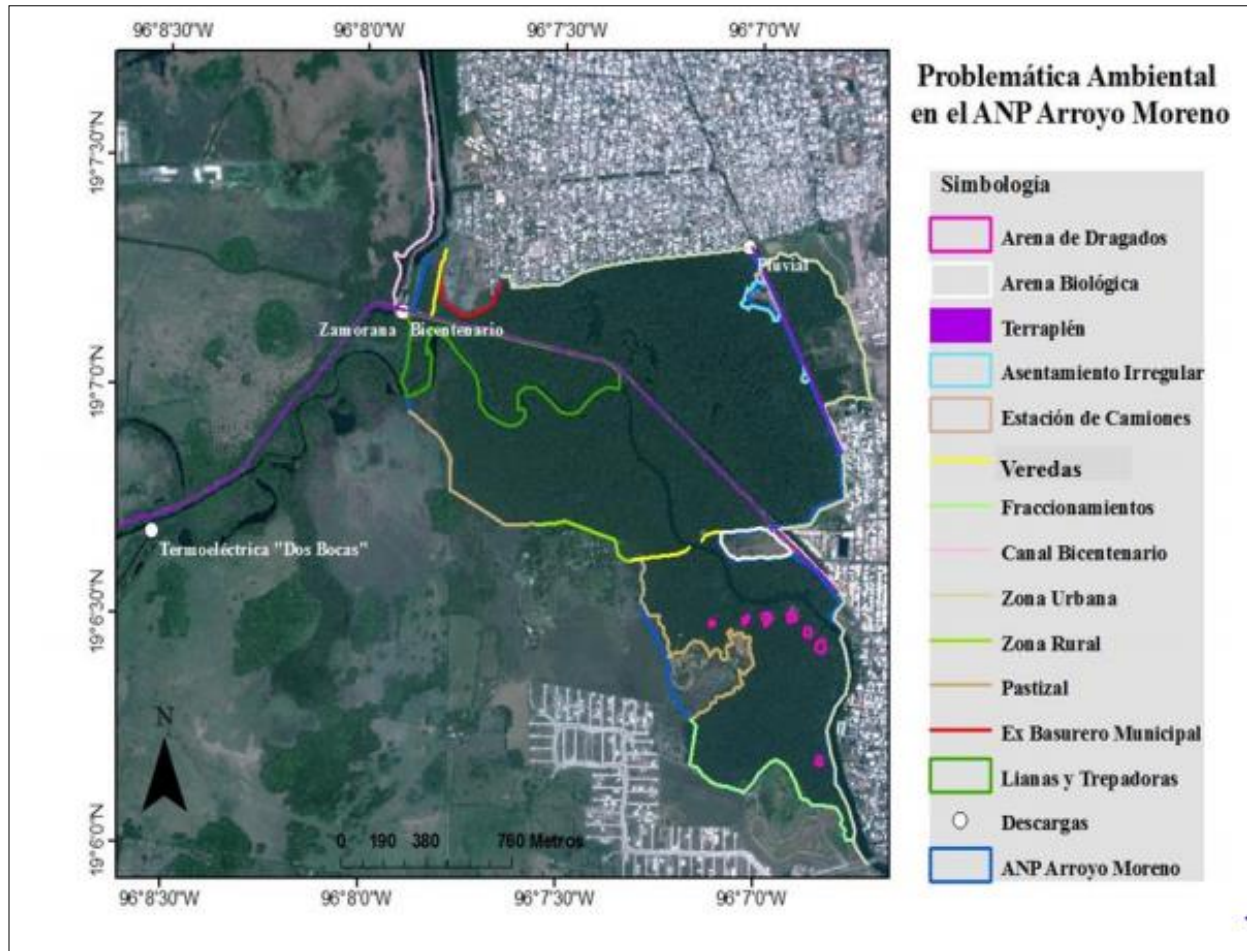 96°8'30"W 96°8'0"W 96°7'30"W 96°7'0"W
19°7'30"N
19°7'0"N
19°6'30"N
19°6'0"N
Pluvial
Zamorana Bicentenario
Termoeléctrica "Dos Bocas"
N
0 190 380 760 Metros
96°8'30"W 96°8'0"W 96°7'30"W 96°7'0"W
Problemática Ambiental
en el ANP Arroyo Moreno
Simbología
Arena de Dragados
Arena Biológica
Terraplén
Asentamiento Irregular
Estación de Camiones
Veredas
Fraccionamientos
Canal Bicentenario
Zona Urbana
Zona Rural
Pastizal
Ex Basurero Municipal
Lianas y Trepadoras
Descargas
ANP Arroyo Moreno